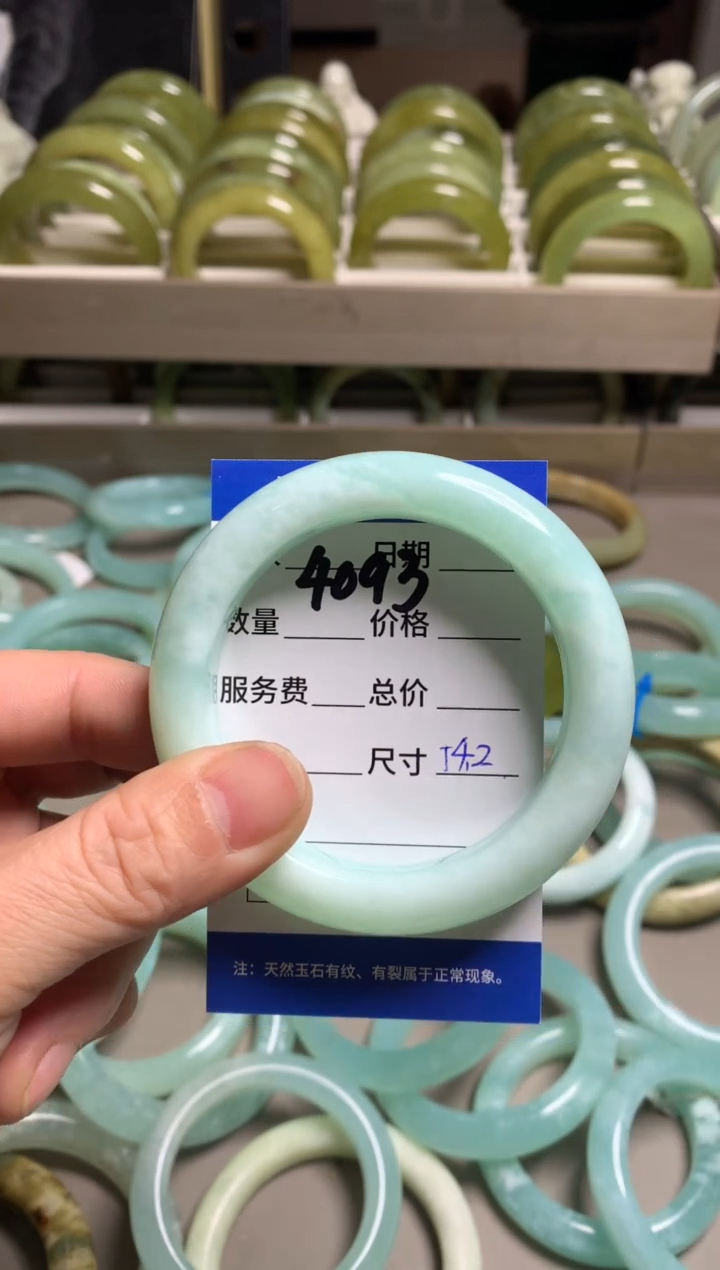 日期
4093
数量 价格
服务费 总价
尺寸 54,2
注：天然玉石有纹、有裂属于正常现象。